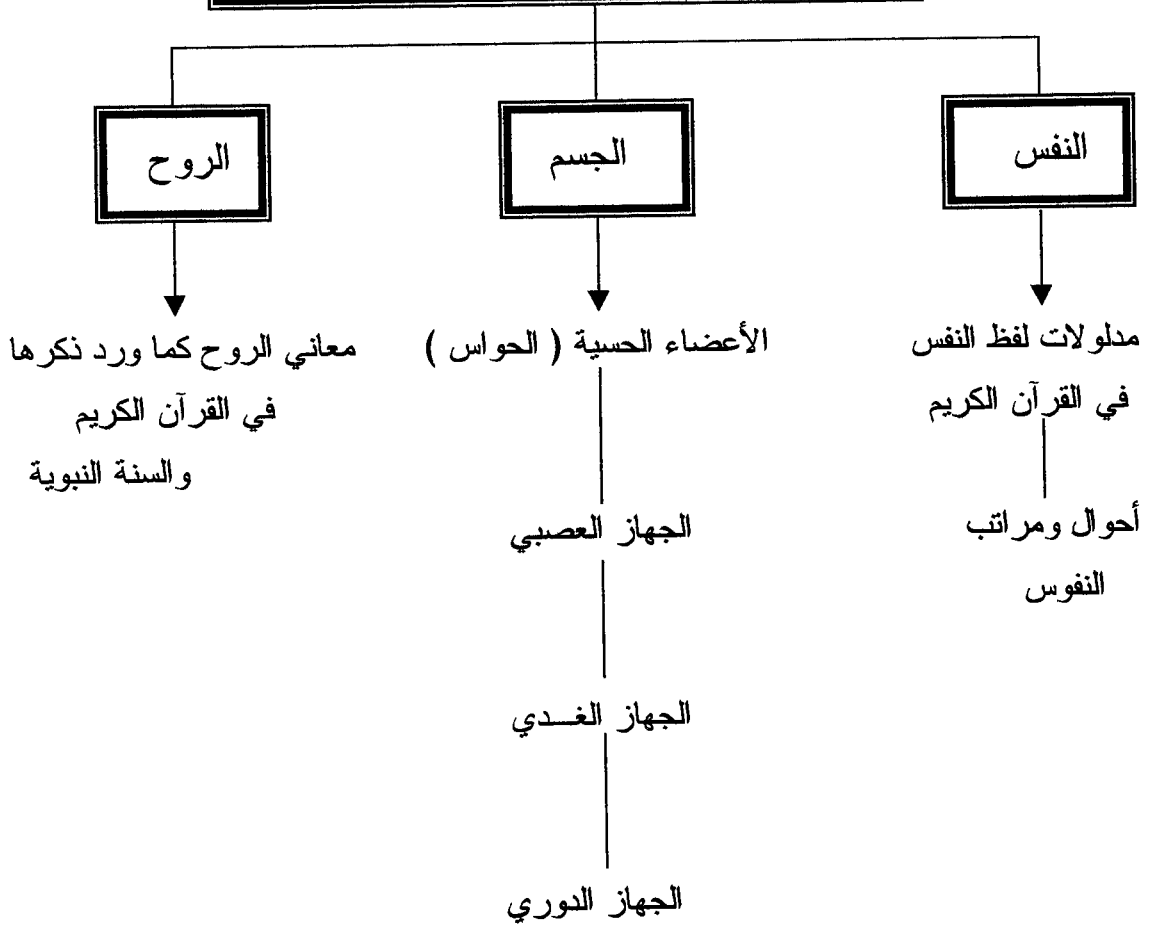 النفس
الجسم
الروح
مدلولات لفظ النفس
في القرآن الكريم
أحوال ومراتب
النفوس
الأعضاء الحسية ( الحواس )
الجهاز العصبي
الجهاز الغـــدي
الجهاز الدوري
معاني الروح كما ورد ذكرها
في القرآن الكريم
والسنة النبوية